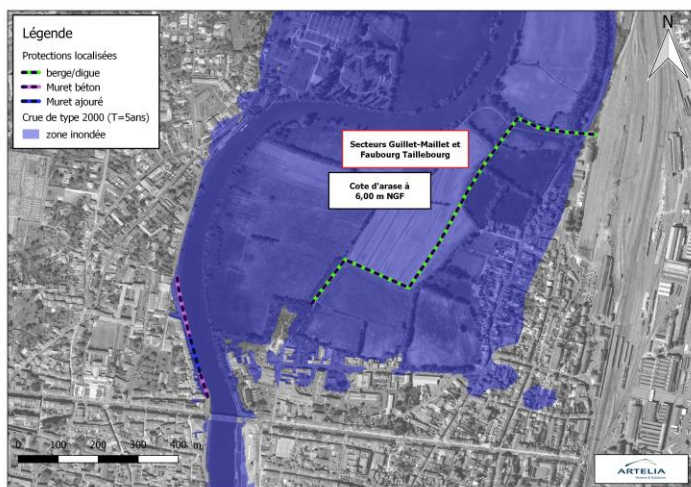 Légende
Protections localisées
berge/digue
Muret béton
Muret ajouré
Crue de type 2000 (T=5ans)
zone inondée
N
Secteurs Guillet-Maillet et
Faubourg Taillebourg
Cote d'arase à
6,00 m NGF
0 100 200 300 400 m
ARTELIA